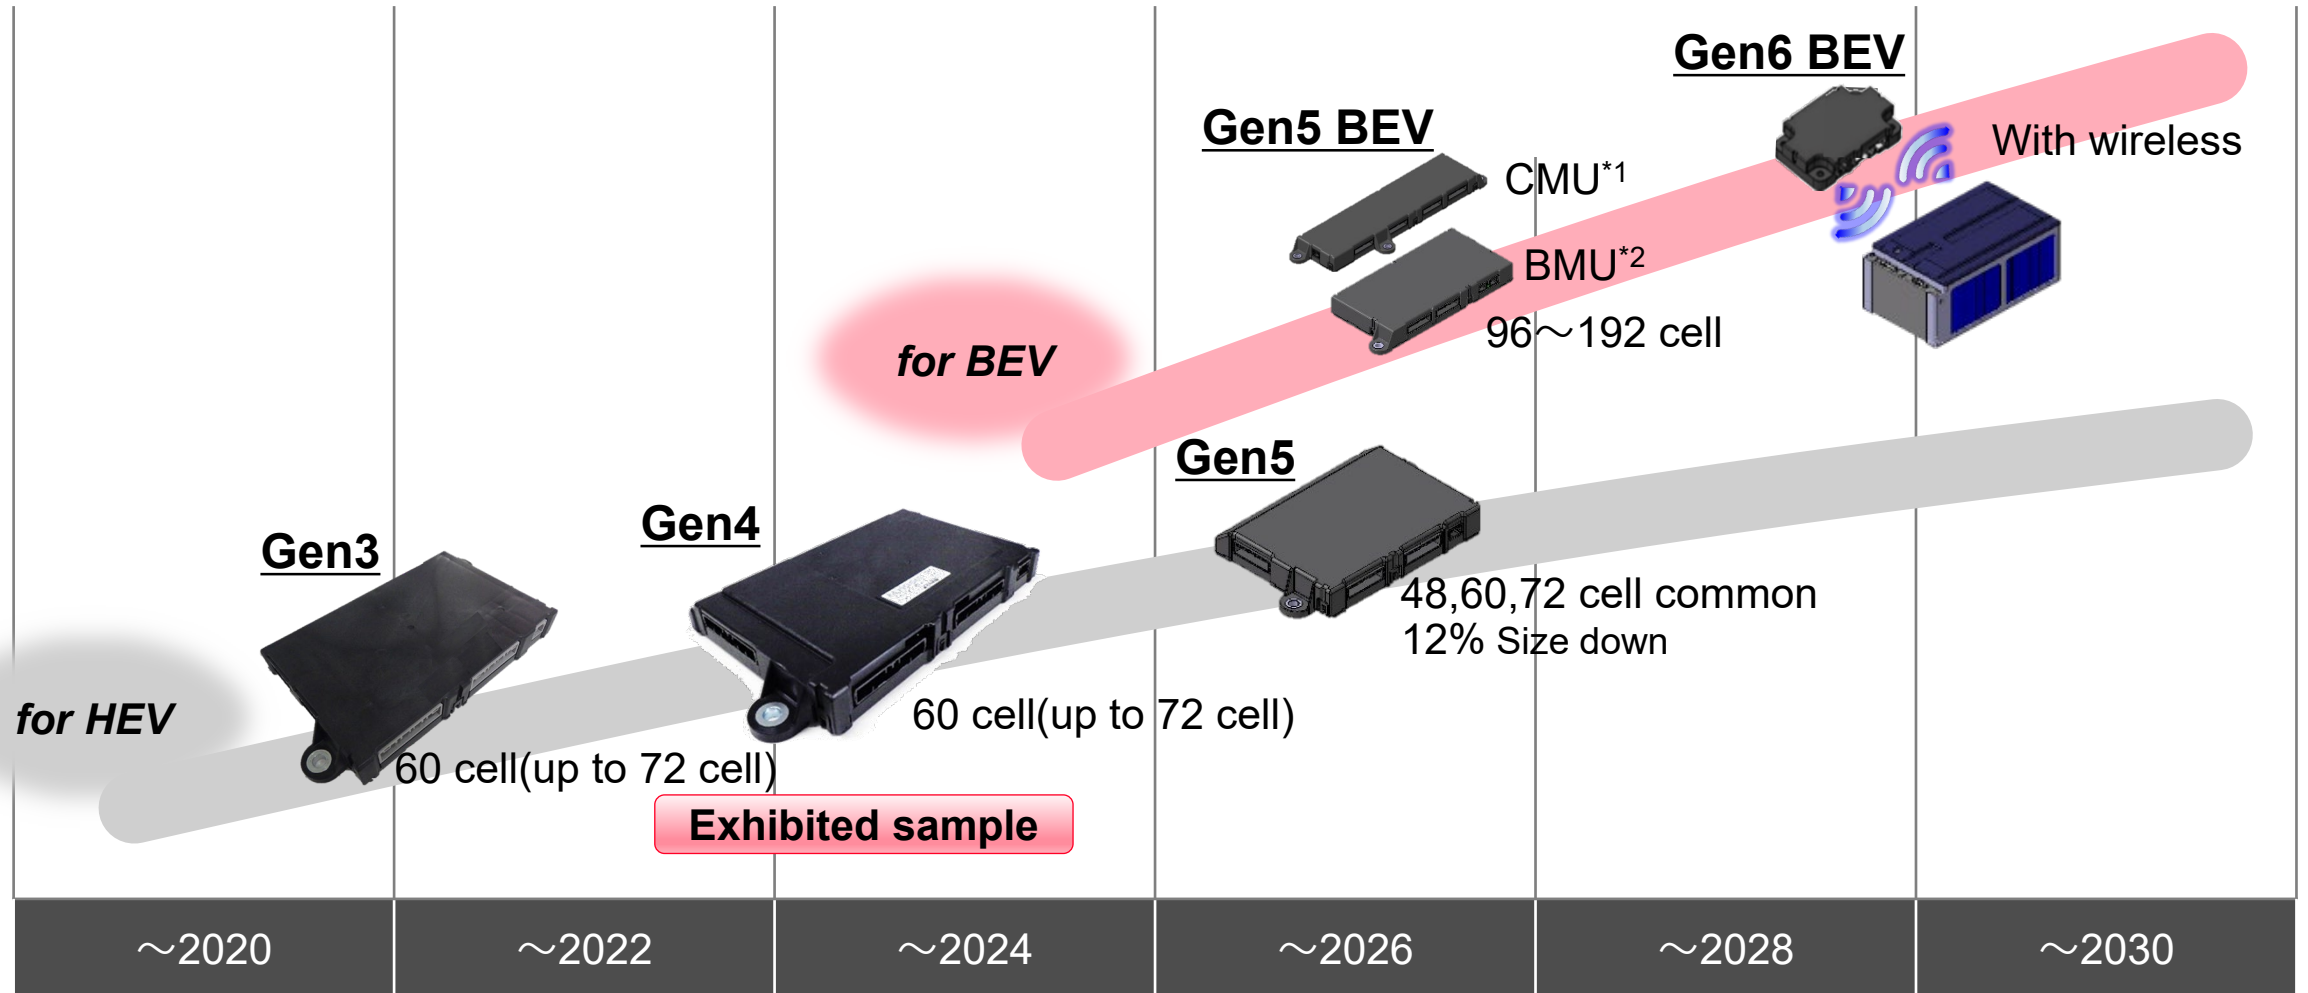 Gen6 BEV
With wireless
Gen5 BEV
CMU*1
BMU*2
96～192 cell
for BEV
Gen5
48,60,72 cell common
12% Size down
Gen4
60 cell(up to 72 cell)
Gen3
60 cell(up to 72 cell)
for HEV
Exhibited sample
～2020
～2022
～2024
～2026
～2028
～2030